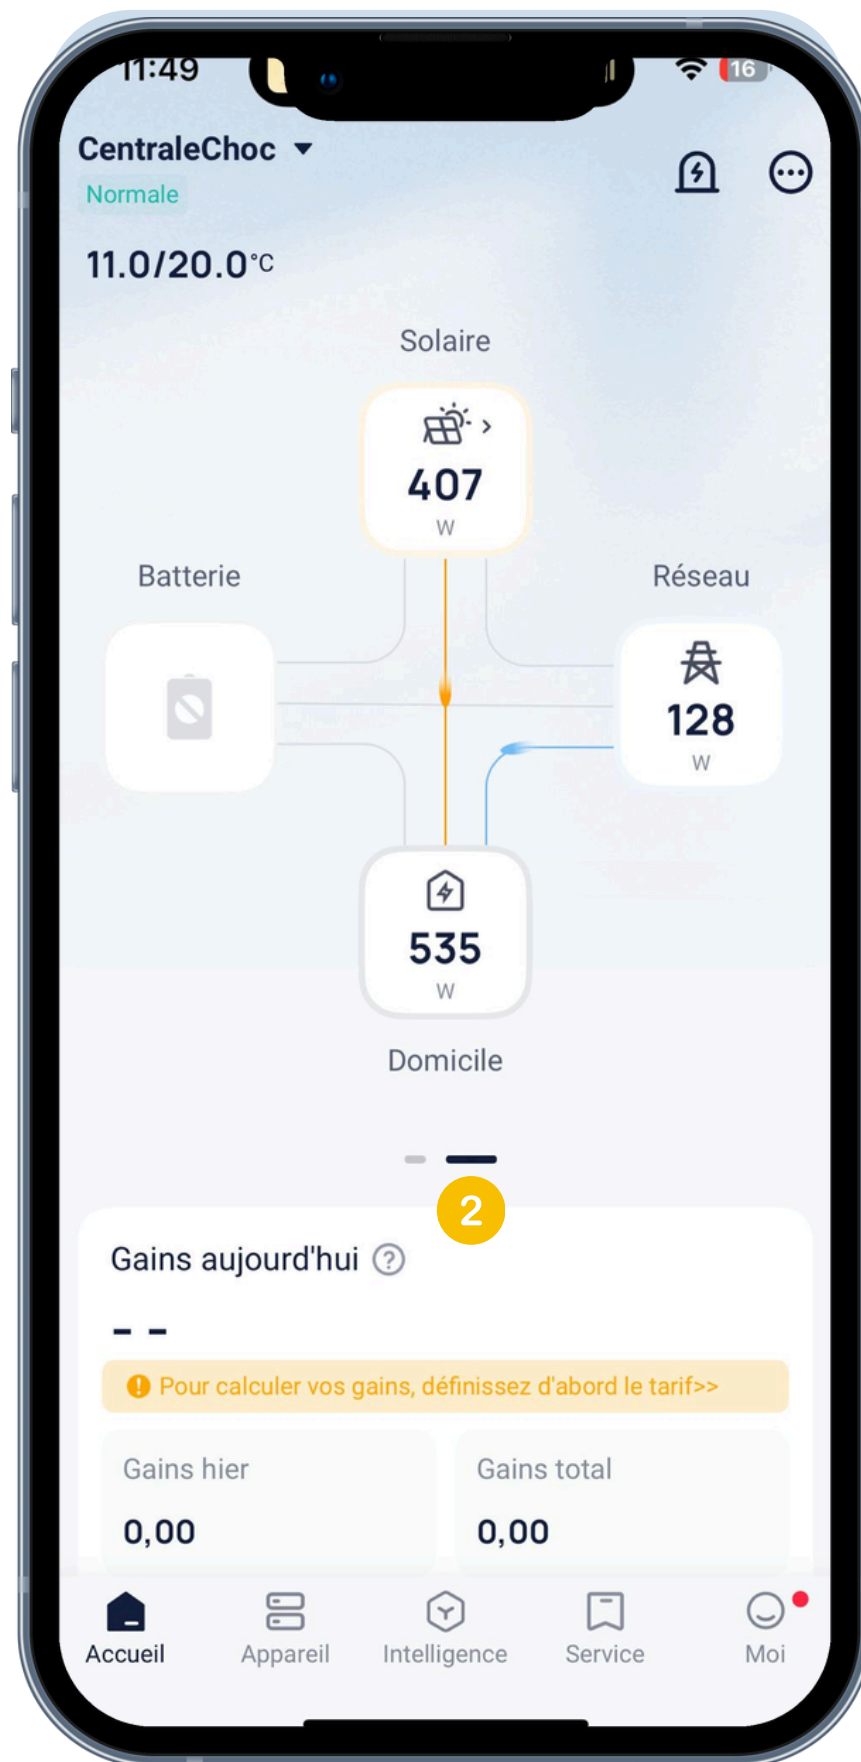 11:49
16
CentraleChoc
Normale
11.0/20.0°C
Solaire
407
W
Batterie
Réseau
128
W
535
W
Domicile
2
Gains aujourd'hui ?
- -
Pour calculer vos gains, définissez d'abord le tarif>>
Gains hier
Gains total
0,00
0,00
Accueil
Appareil
Intelligence
Service
Moi